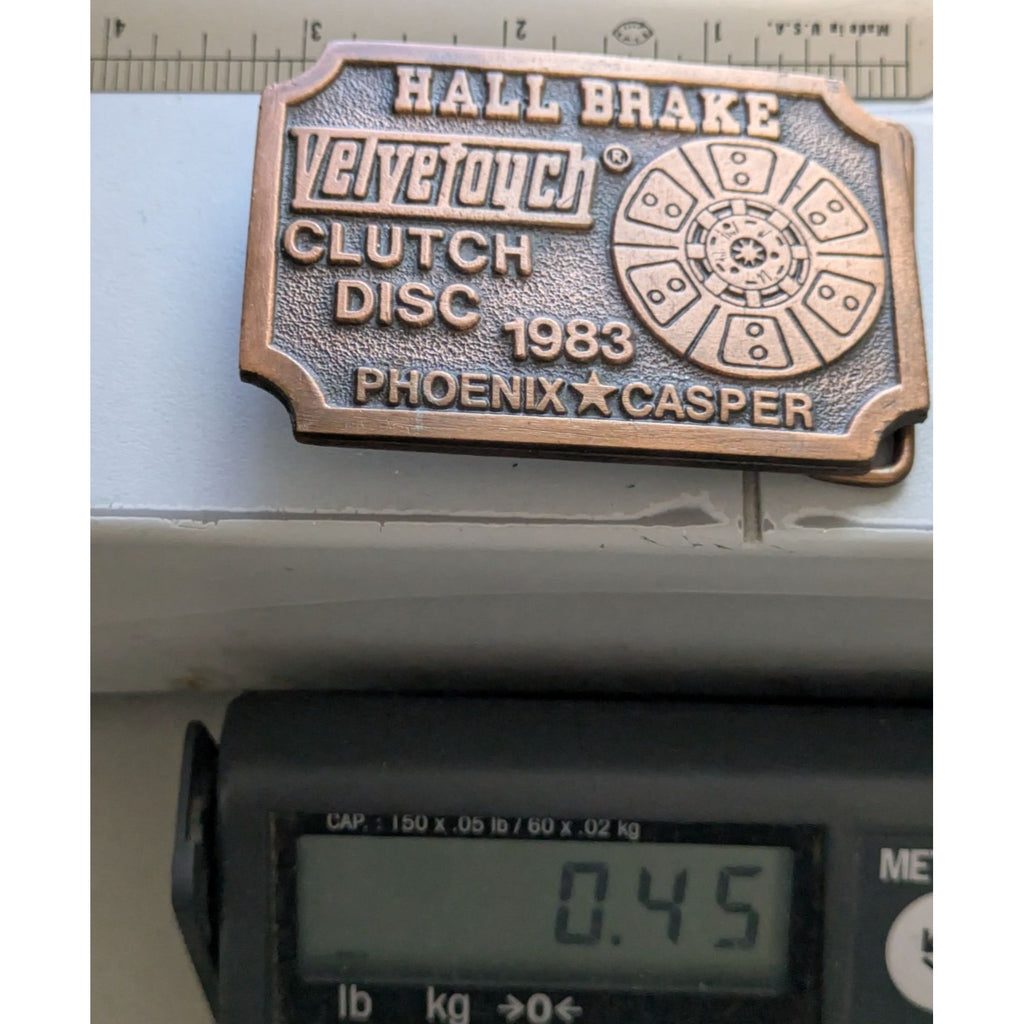 4 3 2 1 Made in U.S.A.
HALL BRAKE
Velvetouch®
CLUTCH
DISC
1983
PHOENIX★CASPER
CAP. : 150 x .05 lb / 60 x .02 kg
0.45
lb kg →0←